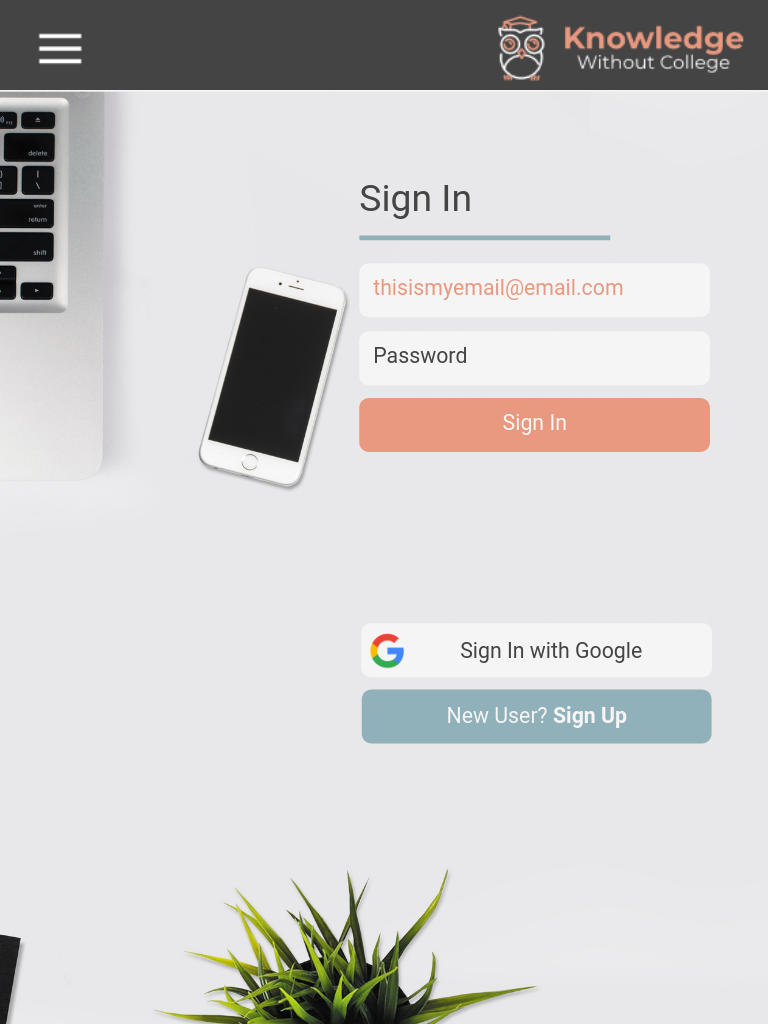 Knowledge
Without College
delete
enter
return
shift
Sign In
thisismyemail@email.com
Password
Sign In
Sign In with Google
New User? Sign Up